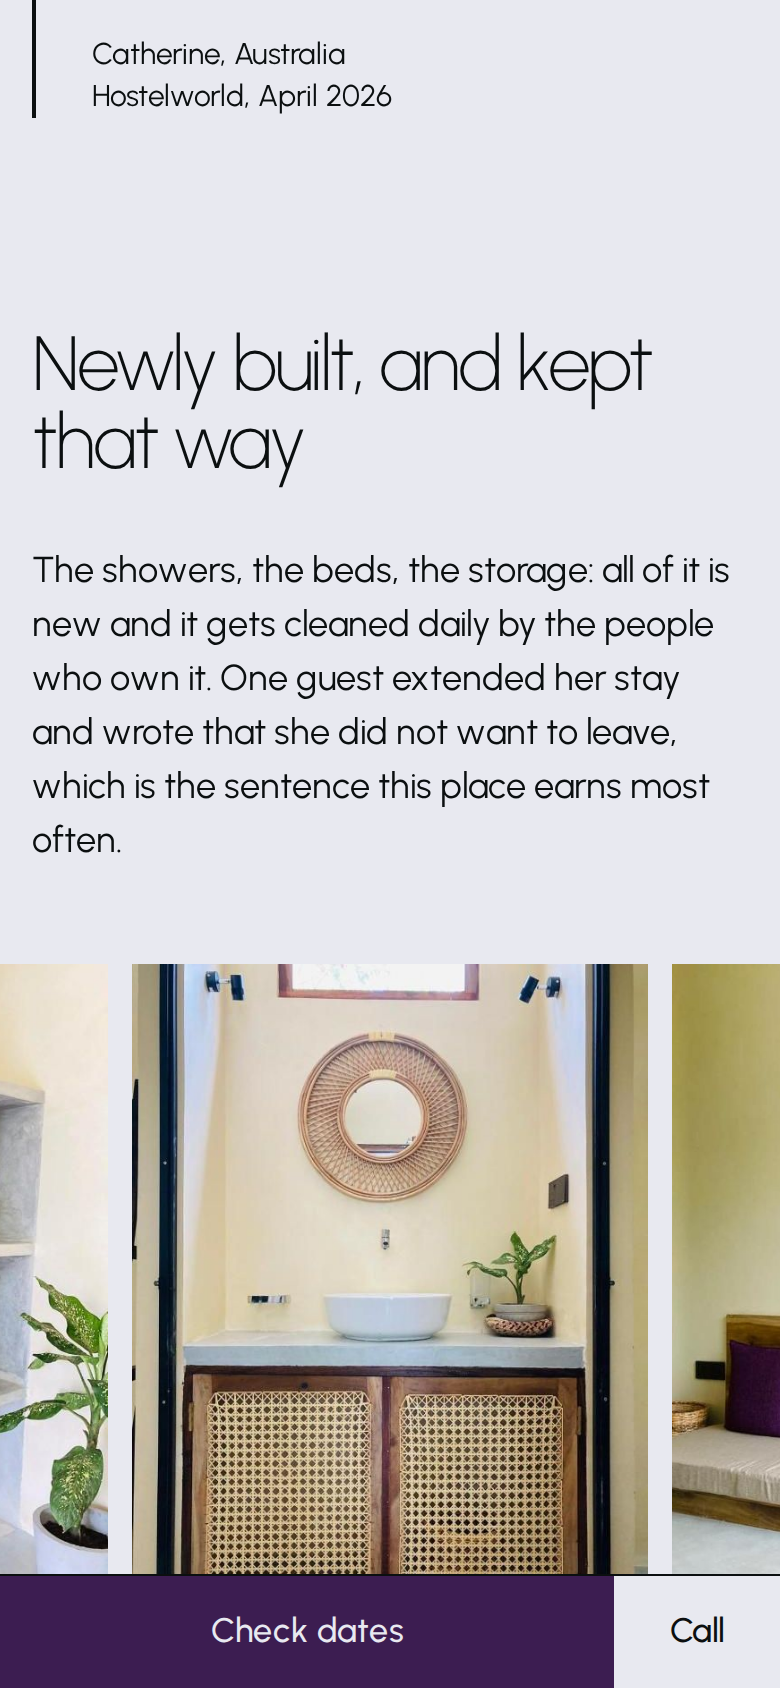 Catherine, Australia
Hostelworld, April 2026
Newly built, and kept
that way
The showers, the beds, the storage: all of it is
new and it gets cleaned daily by the people
who own it. One guest extended her stay
and wrote that she did not want to leave,
which is the sentence this place earns most
often.
Check dates
Call